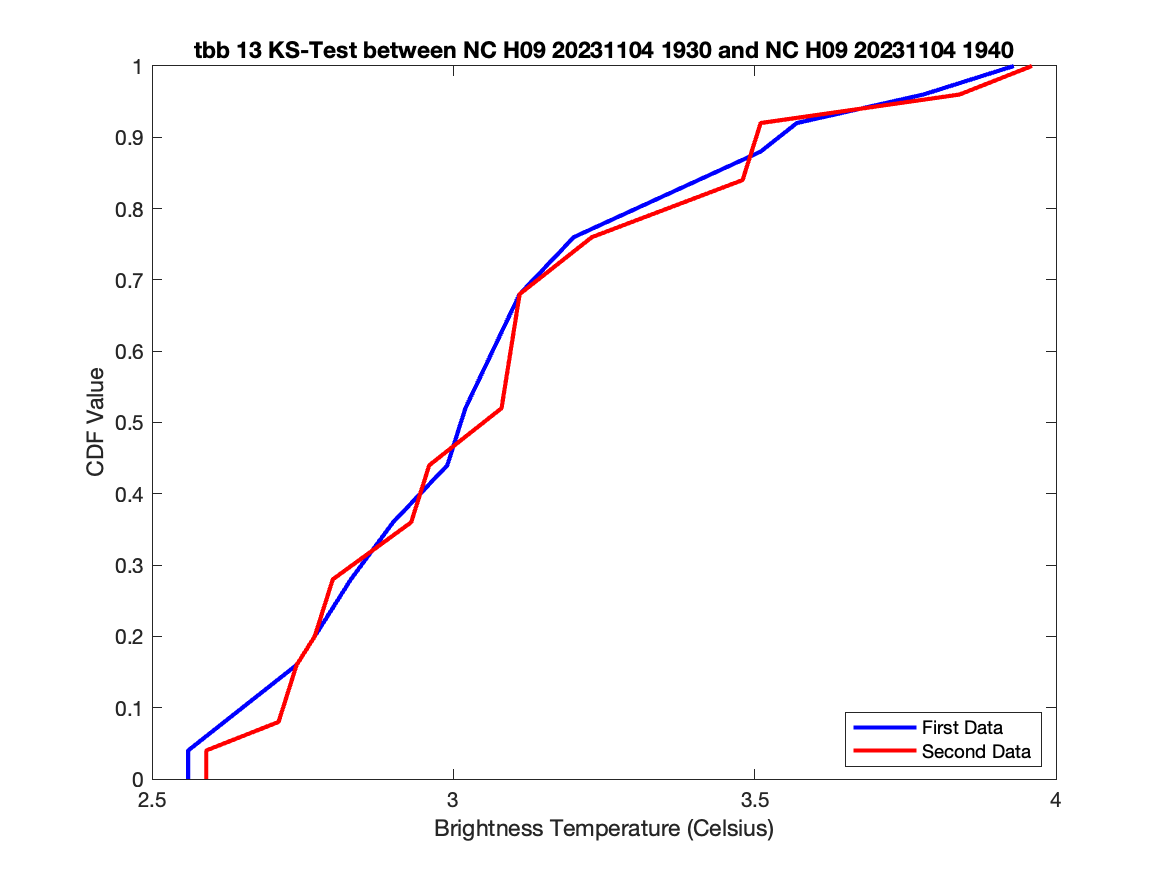 tbb 13 KS-Test between NC H09 20231104 1930 and NC H09 20231104 1940
1
0.9
0.8
0.7
0.6
0.5
0.4
0.3
0.2
0.1
0
CDF Value
First Data
Second Data
2.5 3 3.5 4
Brightness Temperature (Celsius)